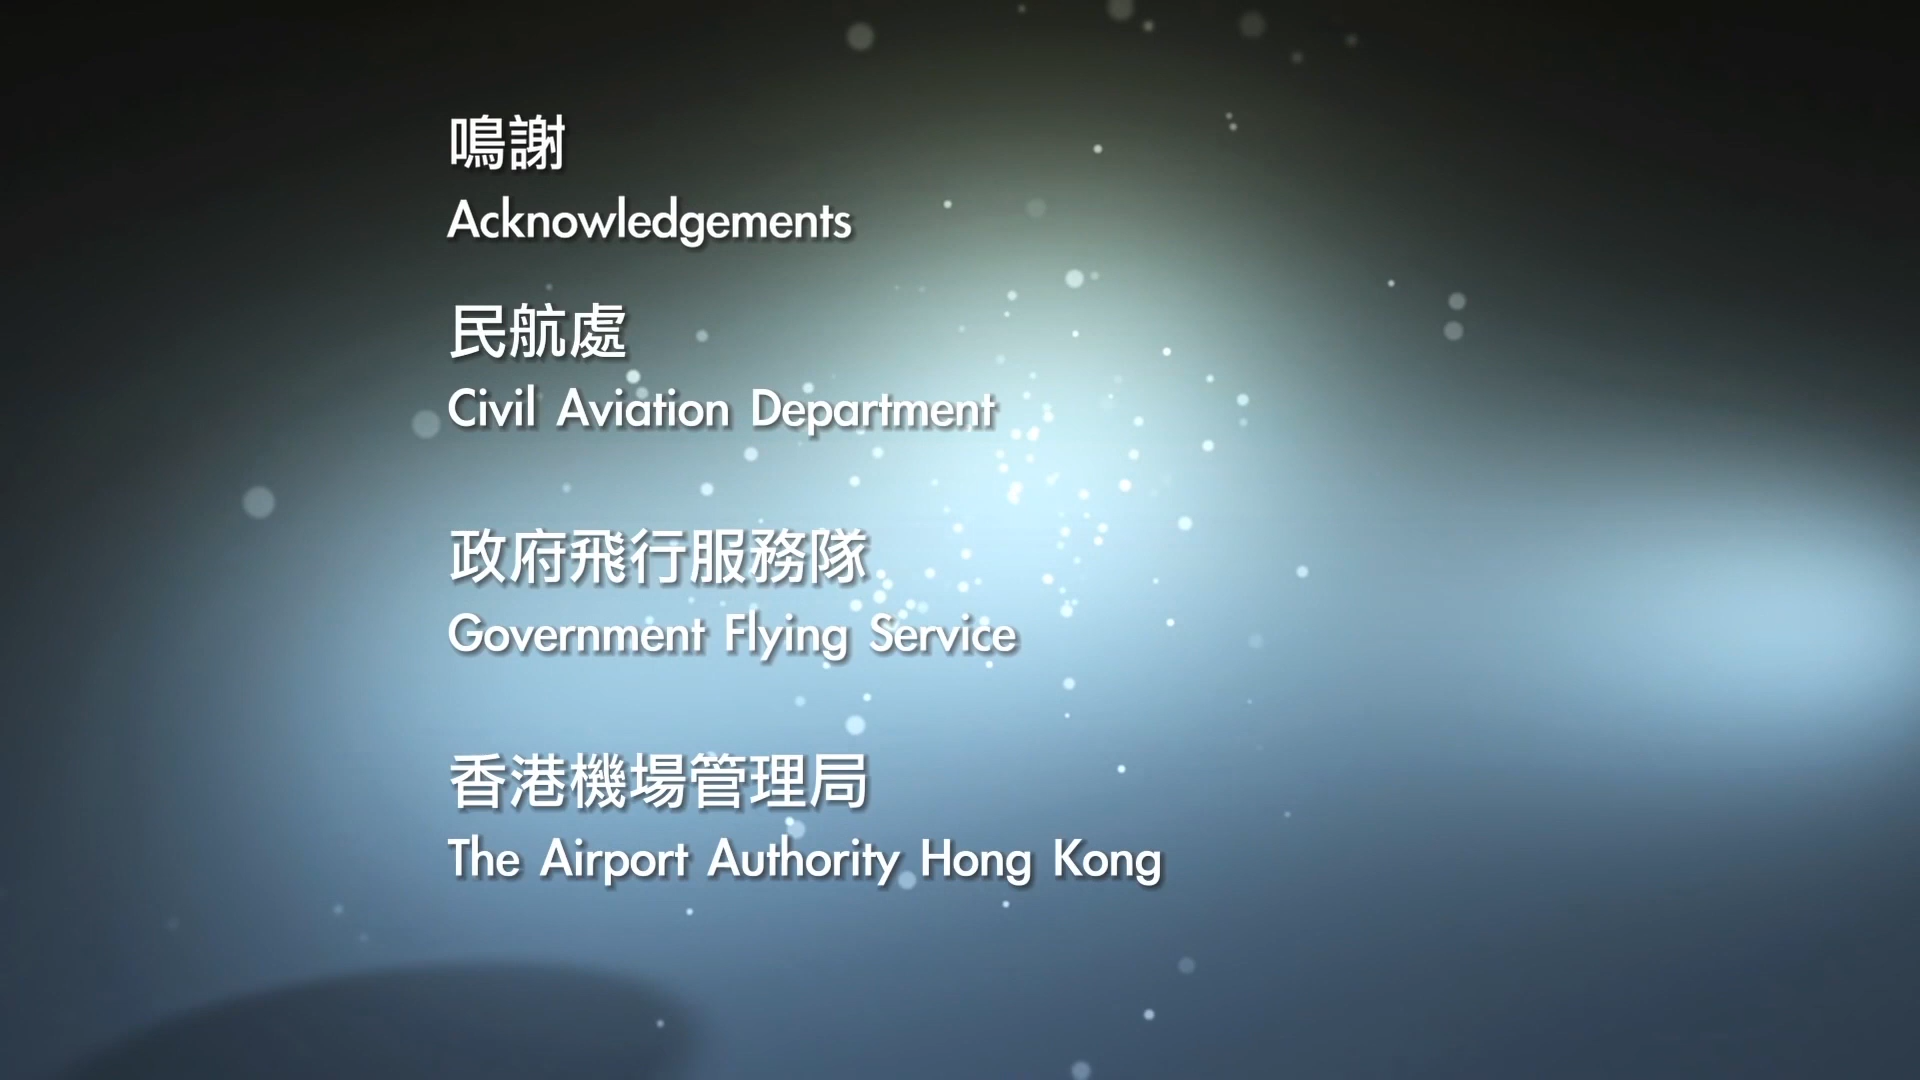 鳴謝
Acknowledgements
民航處
Civil Aviation Department
政府飛行服務隊
Government Flying Service
香港機場管理局
The Airport Authority Hong Kong